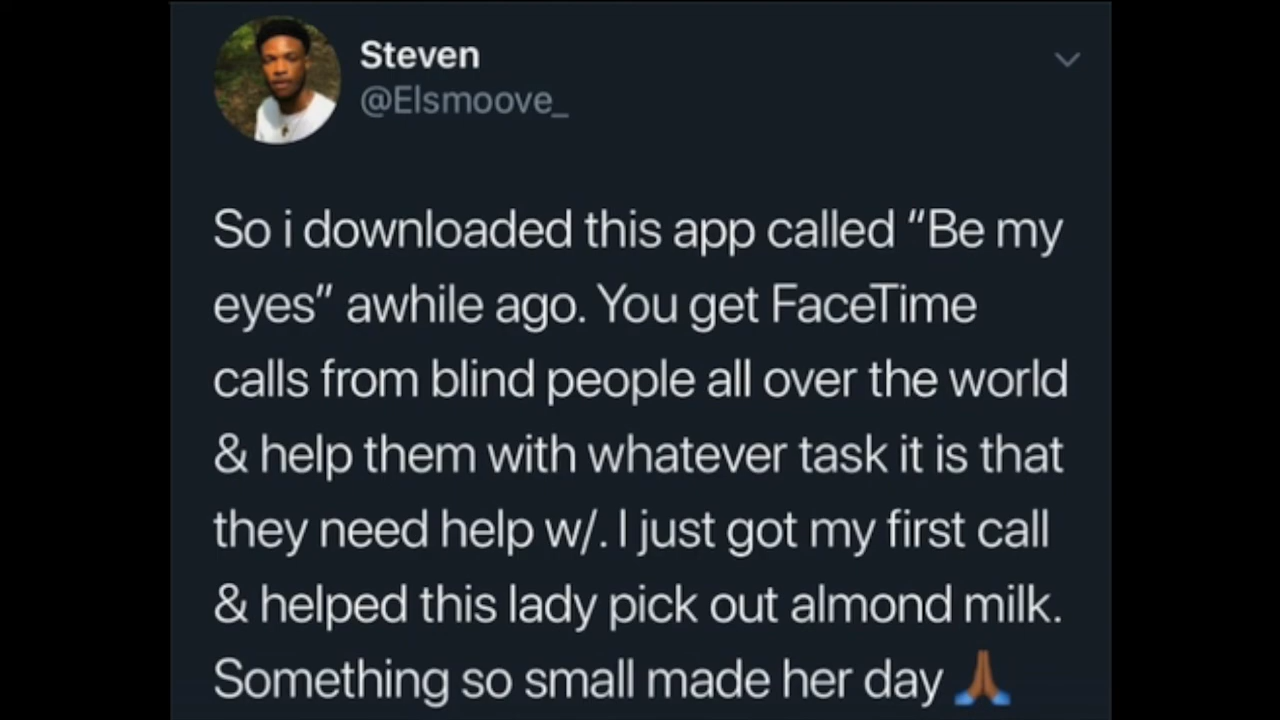 Steven
@Elsmoove_
So i downloaded this app called “Be my
eyes” awhile ago. You get FaceTime
calls from blind people all over the world
& help them with whatever task it is that
they need help w/. I just got my first call
& helped this lady pick out almond milk.
Something so small made her day 🙏🏾